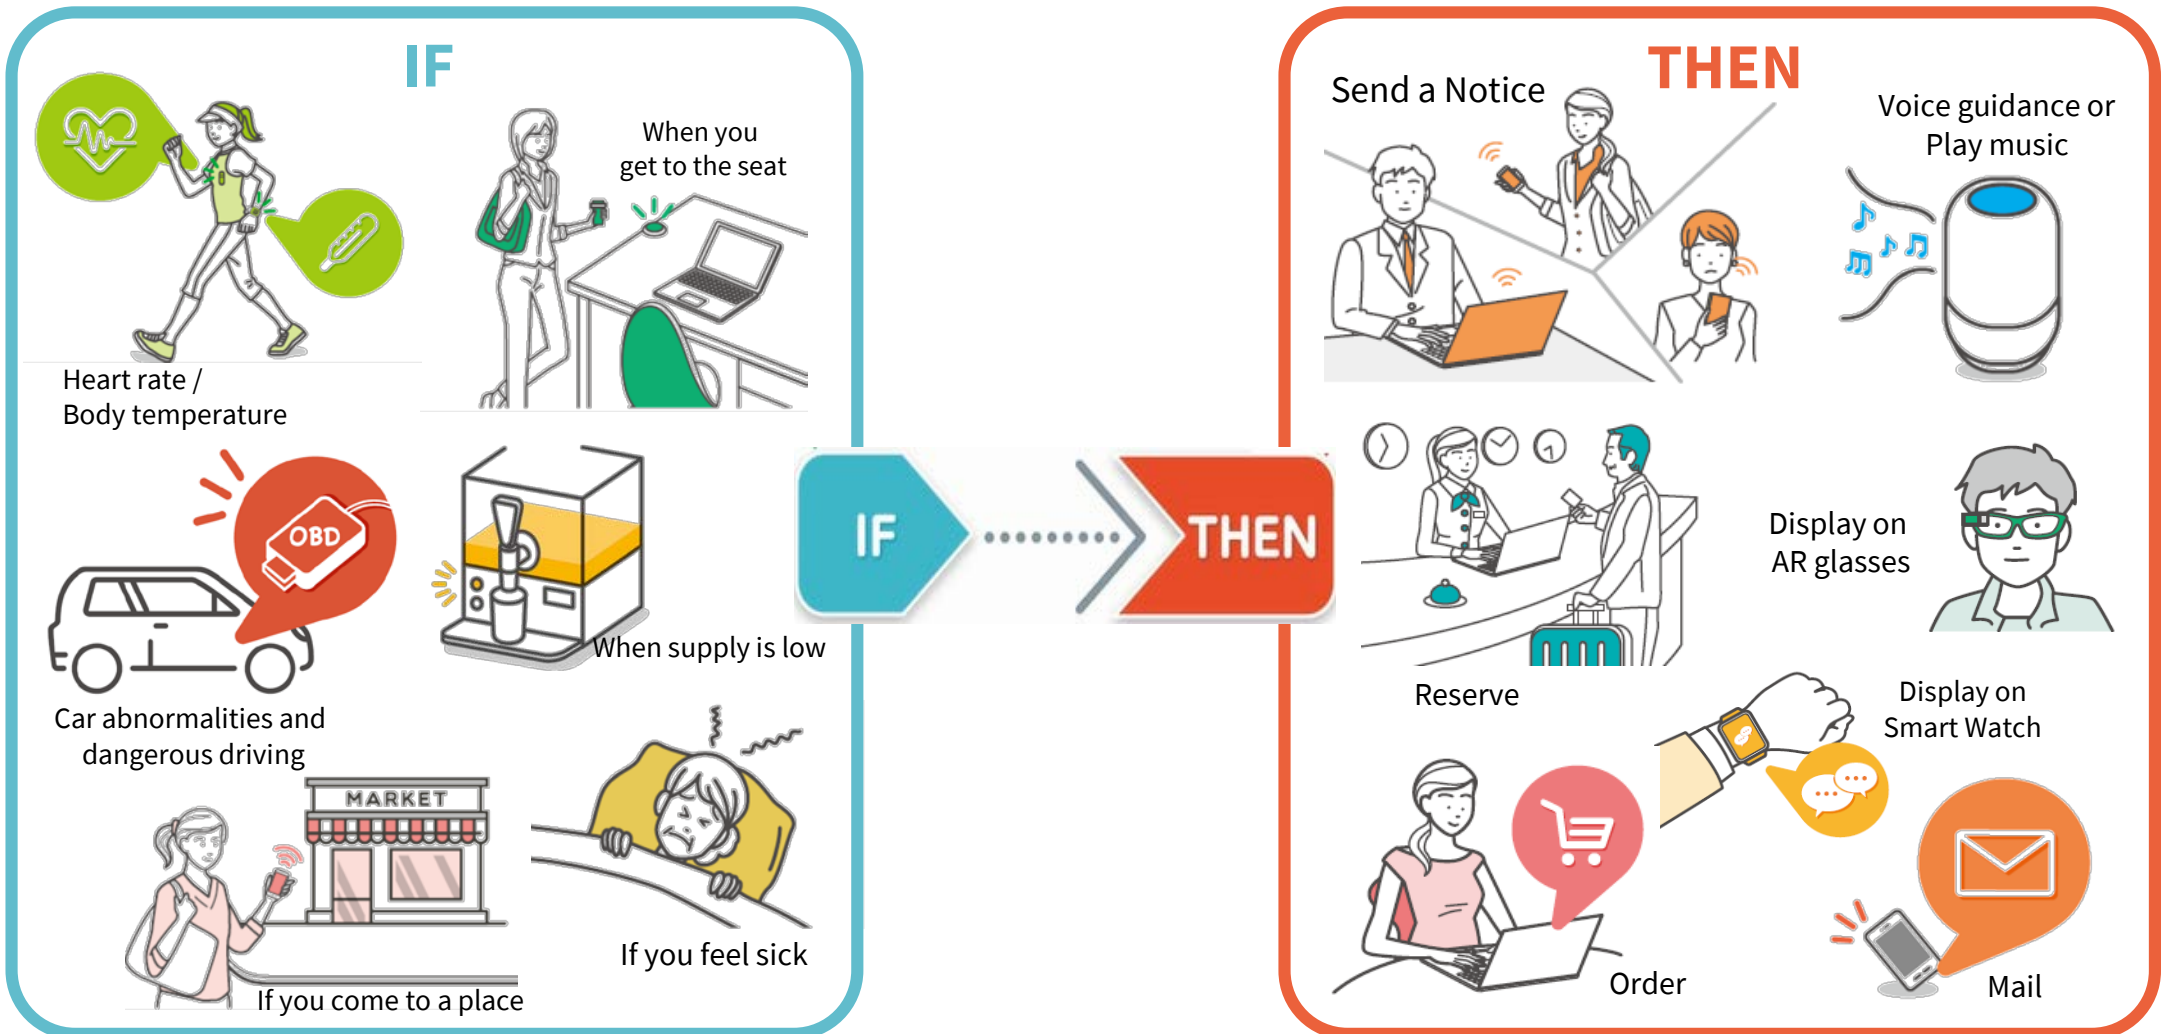 IF
When you
get to the seat
Heart rate /
Body temperature
OBD
When supply is low
Car abnormalities and
dangerous driving
MARKET
If you feel sick
If you come to a place
IF
THEN
THEN
Send a Notice
Voice guidance or
Play music
Display on
AR glasses
Reserve
Display on
Smart Watch
Order
Mail